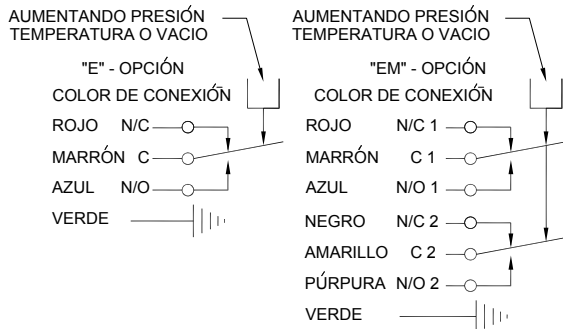 AUMENTANDO PRESIÓN
TEMPERATURA O VACIO
"E" - OPCIÓN
COLOR DE CONEXIÓN
ROJO N/C
MARRÓN C
AZUL N/O
VERDE
AUMENTANDO PRESIÓN
TEMPERATURA O VACIO
"EM" - OPCIÓN
COLOR DE CONEXIÓN
ROJO N/C 1
MARRÓN C 1
AZUL N/O 1
NEGRO N/C 2
AMARILLO C 2
PÚRPURA N/O 2
VERDE